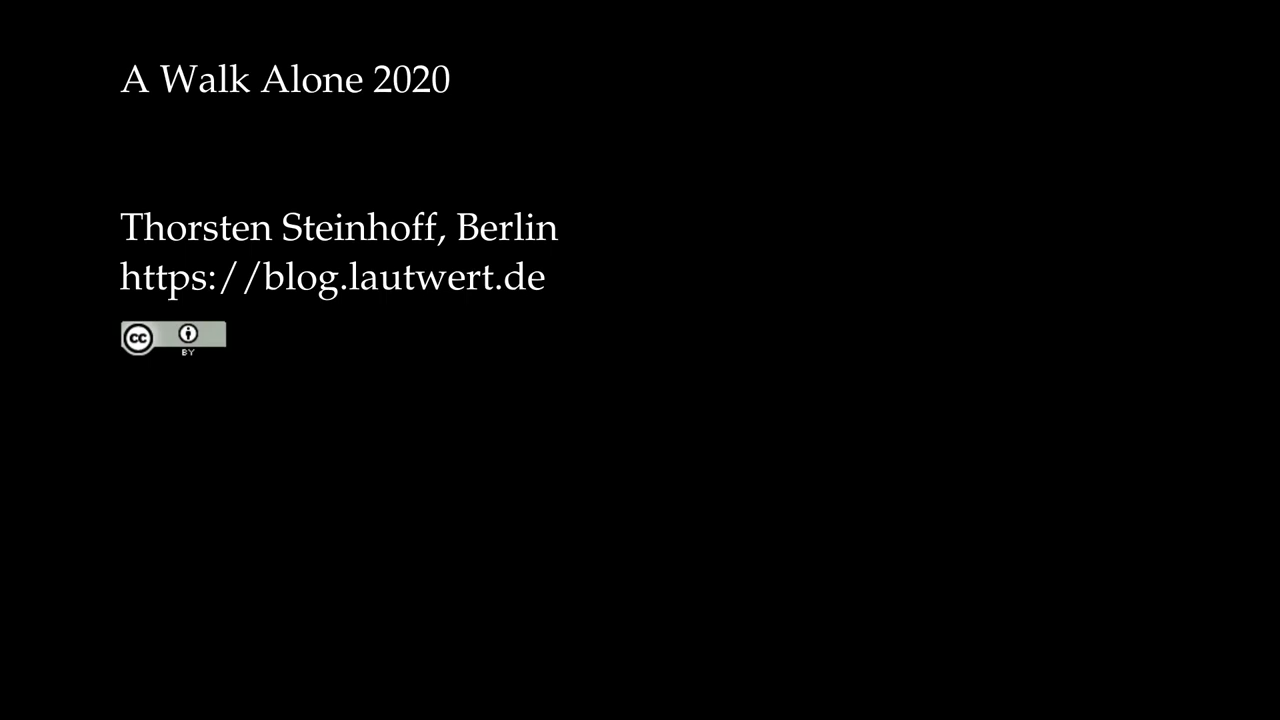 A Walk Alone 2020
Thorsten Steinhoff, Berlin
https://blog.lautwert.de
cc
BY